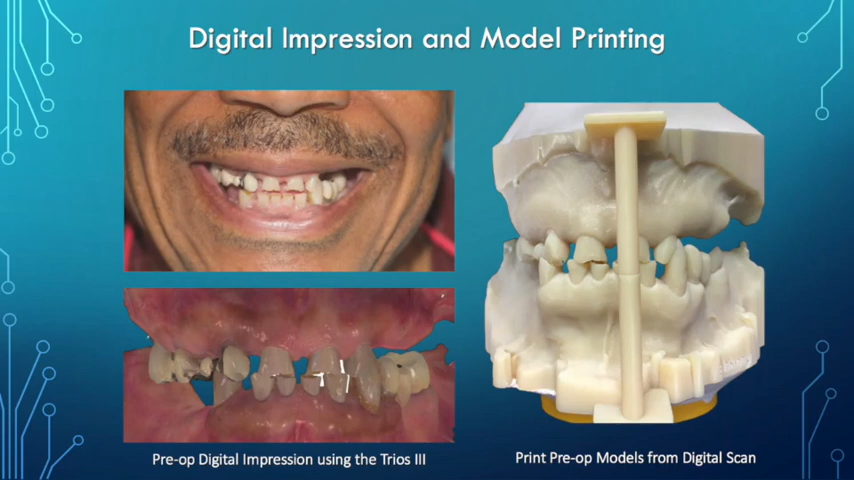 Digital Impression and Model Printing
Pre-op Digital Impression using the Trios III
Print Pre-op Models from Digital Scan